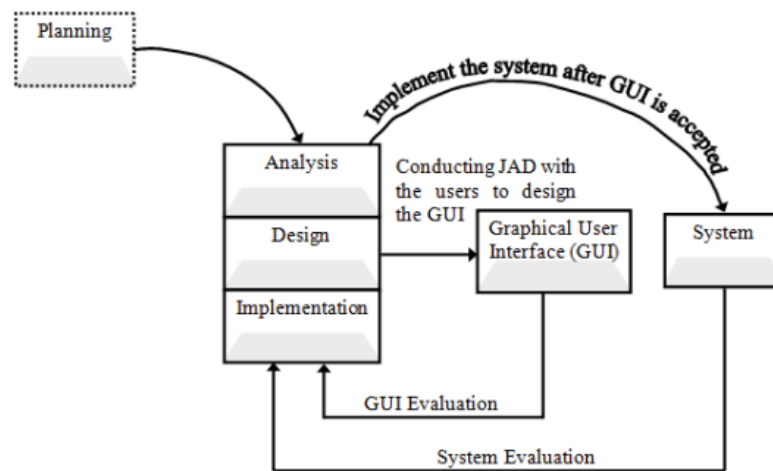 Planning
Implement the system after GUI is accepted
Analysis
Conducting JAD with
the users to design
the GUI
Design
Graphical User
Interface (GUI)
System
Implementation
GUI Evaluation
System Evaluation